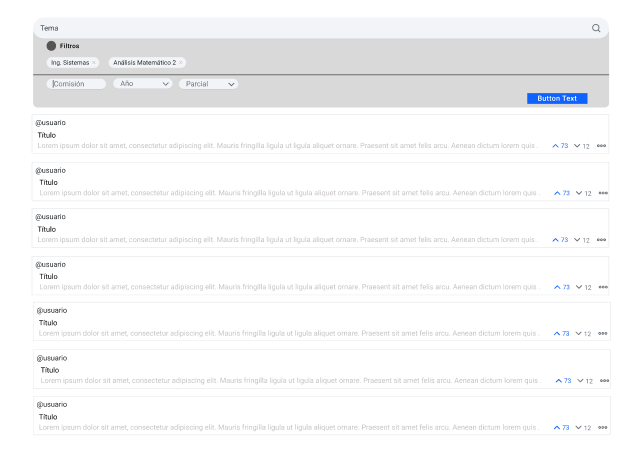 Tema
Filtros
Ing. Sistemas × Análisis Matemático 2 ×
Comisión Año Parcial
Button Text
@usuario
Título
Lorem ipsum dolor sit amet, consectetur adipiscing elit. Mauris fringilla ligula ut ligula aliquet ornare. Praesent sit amet felis arcu. Aenean dictum lorem quis . 73 12
@usuario
Título
Lorem ipsum dolor sit amet, consectetur adipiscing elit. Mauris fringilla ligula ut ligula aliquet ornare. Praesent sit amet felis arcu. Aenean dictum lorem quis . 73 12
@usuario
Título
Lorem ipsum dolor sit amet, consectetur adipiscing elit. Mauris fringilla ligula ut ligula aliquet ornare. Praesent sit amet felis arcu. Aenean dictum lorem quis . 73 12
@usuario
Título
Lorem ipsum dolor sit amet, consectetur adipiscing elit. Mauris fringilla ligula ut ligula aliquet ornare. Praesent sit amet felis arcu. Aenean dictum lorem quis . 73 12
@usuario
Título
Lorem ipsum dolor sit amet, consectetur adipiscing elit. Mauris fringilla ligula ut ligula aliquet ornare. Praesent sit amet felis arcu. Aenean dictum lorem quis . 73 12
@usuario
Título
Lorem ipsum dolor sit amet, consectetur adipiscing elit. Mauris fringilla ligula ut ligula aliquet ornare. Praesent sit amet felis arcu. Aenean dictum lorem quis . 73 12
@usuario
Título
Lorem ipsum dolor sit amet, consectetur adipiscing elit. Mauris fringilla ligula ut ligula aliquet ornare. Praesent sit amet felis arcu. Aenean dictum lorem quis . 73 12